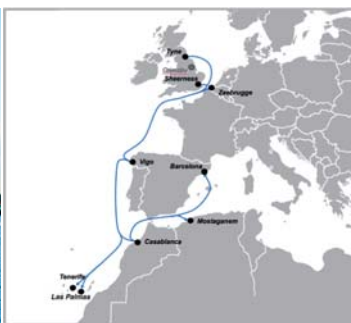 Tyne
Sheerness
Zeebrugge
Vigo
Barcelona
Mostaganem
Casablanca
Tenerife
Las Palmas